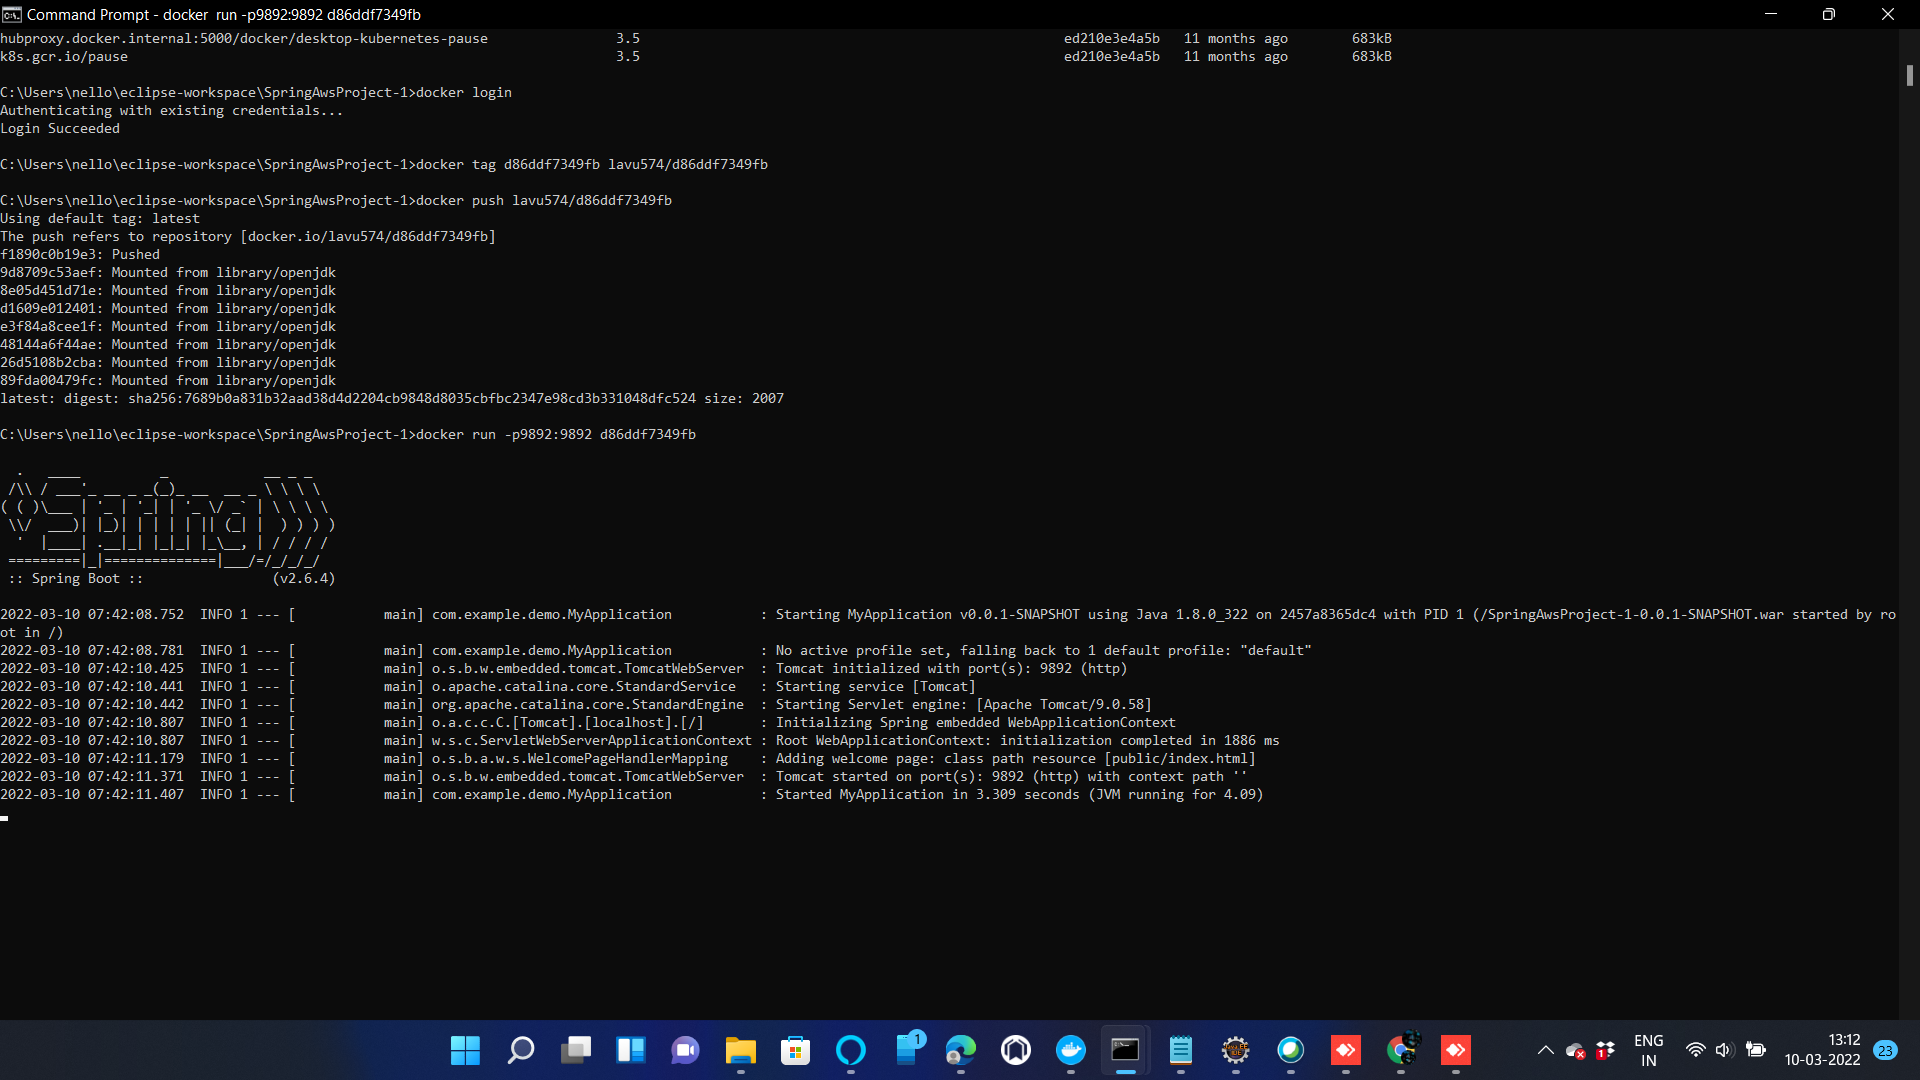 Command Prompt - docker  run -p9892:9892 d86ddf7349fb
hubproxy.docker.internal:5000/docker/desktop-kubernetes-pause                3.5                                                     ed210e3e4a5b   11 months ago        683kB
k8s.gcr.io/pause                                                             3.5                                                     ed210e3e4a5b   11 months ago        683kB
C:\Users\nello\eclipse-workspace\SpringAwsProject-1>docker login
Authenticating with existing credentials...
Login Succeeded
C:\Users\nello\eclipse-workspace\SpringAwsProject-1>docker tag d86ddf7349fb lavu574/d86ddf7349fb
C:\Users\nello\eclipse-workspace\SpringAwsProject-1>docker push lavu574/d86ddf7349fb
Using default tag: latest
The push refers to repository [docker.io/lavu574/d86ddf7349fb]
f1890c0b19e3: Pushed
9d8709c53aef: Mounted from library/openjdk
8e05d451d71e: Mounted from library/openjdk
d1609e012401: Mounted from library/openjdk
e3f84a8cee1f: Mounted from library/openjdk
48144a6f44ae: Mounted from library/openjdk
26d5108b2cba: Mounted from library/openjdk
89fda00479fc: Mounted from library/openjdk
latest: digest: sha256:7689b0a831b32aad38d4d2204cb9848d8035cbfbc2347e98cd3b331048dfc524 size: 2007
C:\Users\nello\eclipse-workspace\SpringAwsProject-1>docker run -p9892:9892 d86ddf7349fb
  .   ____          _            __ _ _
 /\\ / ___'_ __ _ _(_)_ __  __ _ \ \ \ \
( ( )\___ | '_ | '_| | '_ \/ _` | \ \ \ \
 \\/  ___)| |_)| | | | | || (_| |  ) ) ) )
  '  |____| .__|_| |_|_| |_\__, | / / / /
 =========|_|==============|___/=/_/_/_/
 :: Spring Boot ::                (v2.6.4)
2022-03-10 07:42:08.752  INFO 1 --- [           main] com.example.demo.MyApplication           : Starting MyApplication v0.0.1-SNAPSHOT using Java 1.8.0_322 on 2457a8365dc4 with PID 1 (/SpringAwsProject-1-0.0.1-SNAPSHOT.war started by ro
ot in /)
2022-03-10 07:42:08.781  INFO 1 --- [           main] com.example.demo.MyApplication           : No active profile set, falling back to 1 default profile: "default"
2022-03-10 07:42:10.425  INFO 1 --- [           main] o.s.b.w.embedded.tomcat.TomcatWebServer  : Tomcat initialized with port(s): 9892 (http)
2022-03-10 07:42:10.441  INFO 1 --- [           main] o.apache.catalina.core.StandardService   : Starting service [Tomcat]
2022-03-10 07:42:10.442  INFO 1 --- [           main] org.apache.catalina.core.StandardEngine  : Starting Servlet engine: [Apache Tomcat/9.0.58]
2022-03-10 07:42:10.807  INFO 1 --- [           main] o.a.c.c.C.[Tomcat].[localhost].[/]       : Initializing Spring embedded WebApplicationContext
2022-03-10 07:42:10.807  INFO 1 --- [           main] w.s.c.ServletWebServerApplicationContext : Root WebApplicationContext: initialization completed in 1886 ms
2022-03-10 07:42:11.179  INFO 1 --- [           main] o.s.b.a.w.s.WelcomePageHandlerMapping    : Adding welcome page: class path resource [public/index.html]
2022-03-10 07:42:11.371  INFO 1 --- [           main] o.s.b.w.embedded.tomcat.TomcatWebServer  : Tomcat started on port(s): 9892 (http) with context path ''
2022-03-10 07:42:11.407  INFO 1 --- [           main] com.example.demo.MyApplication           : Started MyApplication in 3.309 seconds (JVM running for 4.09)
1
1
ENG
IN
13:12
10-03-2022
23